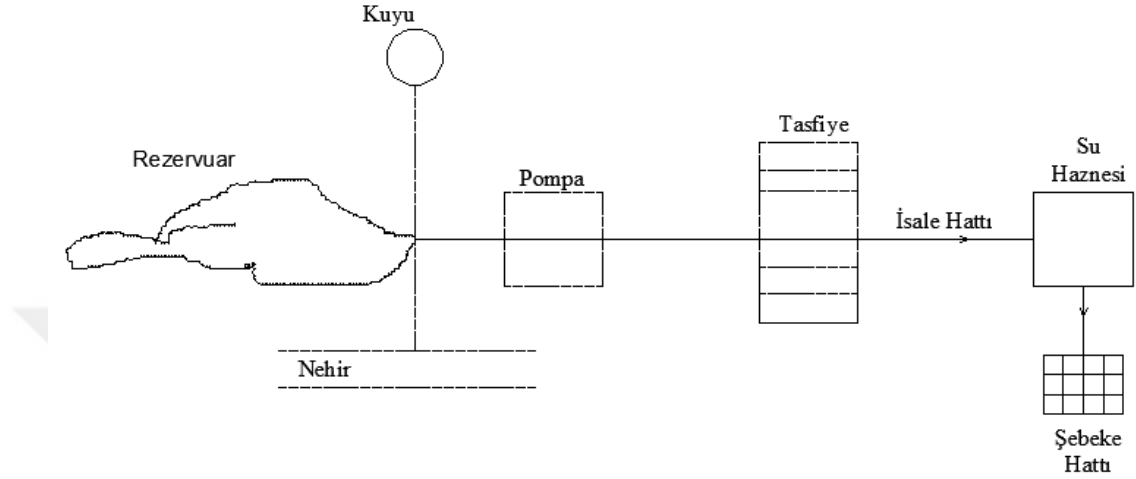 Kuyu
Rezervuar
Pompa
Tasfiye
Su
Haznesi
İsale Hattı
Nehir
Şebeke
Hattı